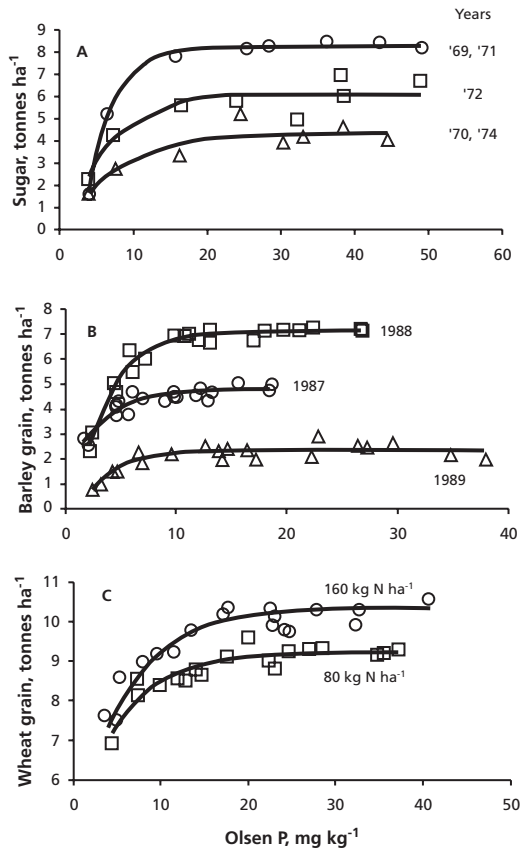 Years
9
8
7
6
5
4
3
2
1
0
A
'69, '71
'72
'70, '74
Sugar, tonnes ha-1
0 10 20 30 40 50 60
8
7
6
5
4
3
2
1
0
B
1988
1987
1989
Barley grain, tonnes ha-1
0 10 20 30 40
11
10
9
8
7
6
C
160 kg N ha-1
80 kg N ha-1
Wheat grain, tonnes ha-1
0 10 20 30 40 50
Olsen P, mg kg-1